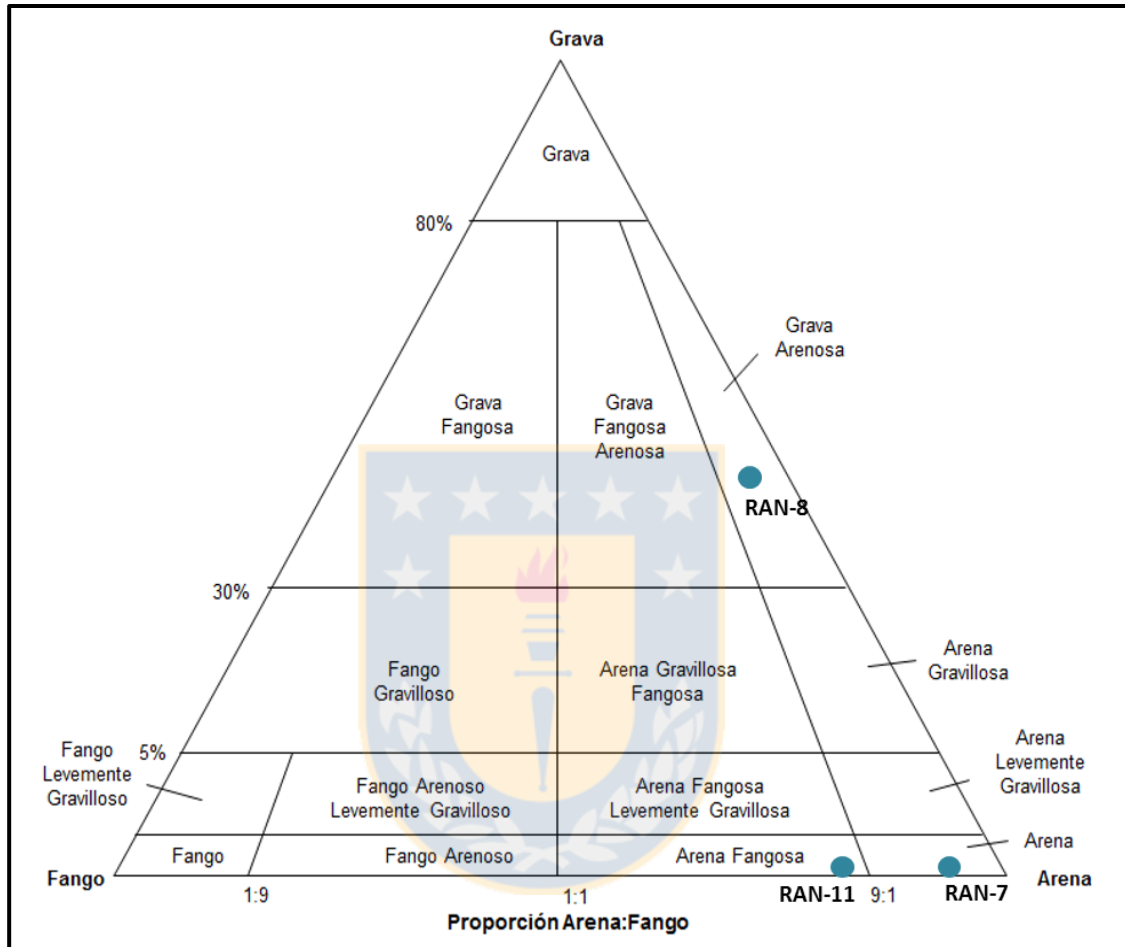 Grava
Grava
80%
Grava
Arenosa
Grava
Fangosa
Grava
Fangosa
Arenosa
RAN-8
30%
Arena
Gravillosa
Fango
Gravilloso
Arena Gravillosa
Fangosa
5%
Fango
Levemente
Gravilloso
Fango Arenoso
Levemente Gravilloso
Arena Fangosa
Levemente Gravillosa
Arena
Levemente
Gravillosa
Arena
Fango
Fango Arenoso
Arena Fangosa
Fango
Arena
1:9
1:1
RAN-11
9:1
RAN-7
Proporción Arena:Fango